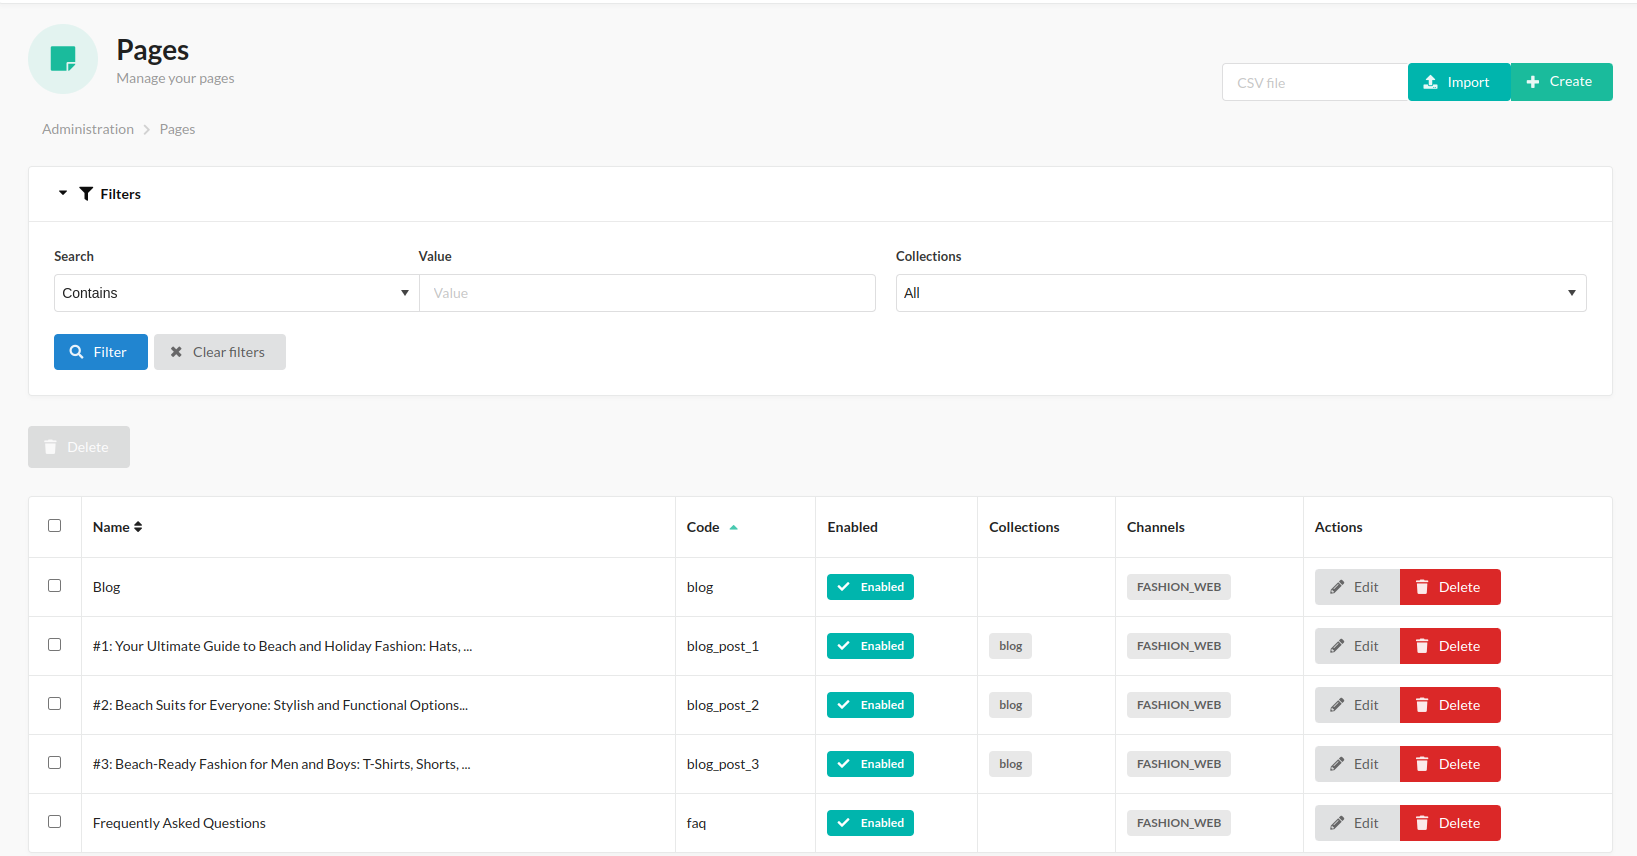 Pages
Manage your pages
CSV file
Import
Create
Administration
Pages
Filters
Search
Value
Collections
Contains
Value
All
Filter
Clear filters
Delete
Name Code Enabled Collections Channels Actions
Blog blog Enabled FASHION_WEB Edit Delete
#1: Your Ultimate Guide to Beach and Holiday Fashion: Hats, ... blog_post_1 Enabled blog FASHION_WEB Edit Delete
#2: Beach Suits for Everyone: Stylish and Functional Options... blog_post_2 Enabled blog FASHION_WEB Edit Delete
#3: Beach-Ready Fashion for Men and Boys: T-Shirts, Shorts, ... blog_post_3 Enabled blog FASHION_WEB Edit Delete
Frequently Asked Questions faq Enabled FASHION_WEB Edit Delete